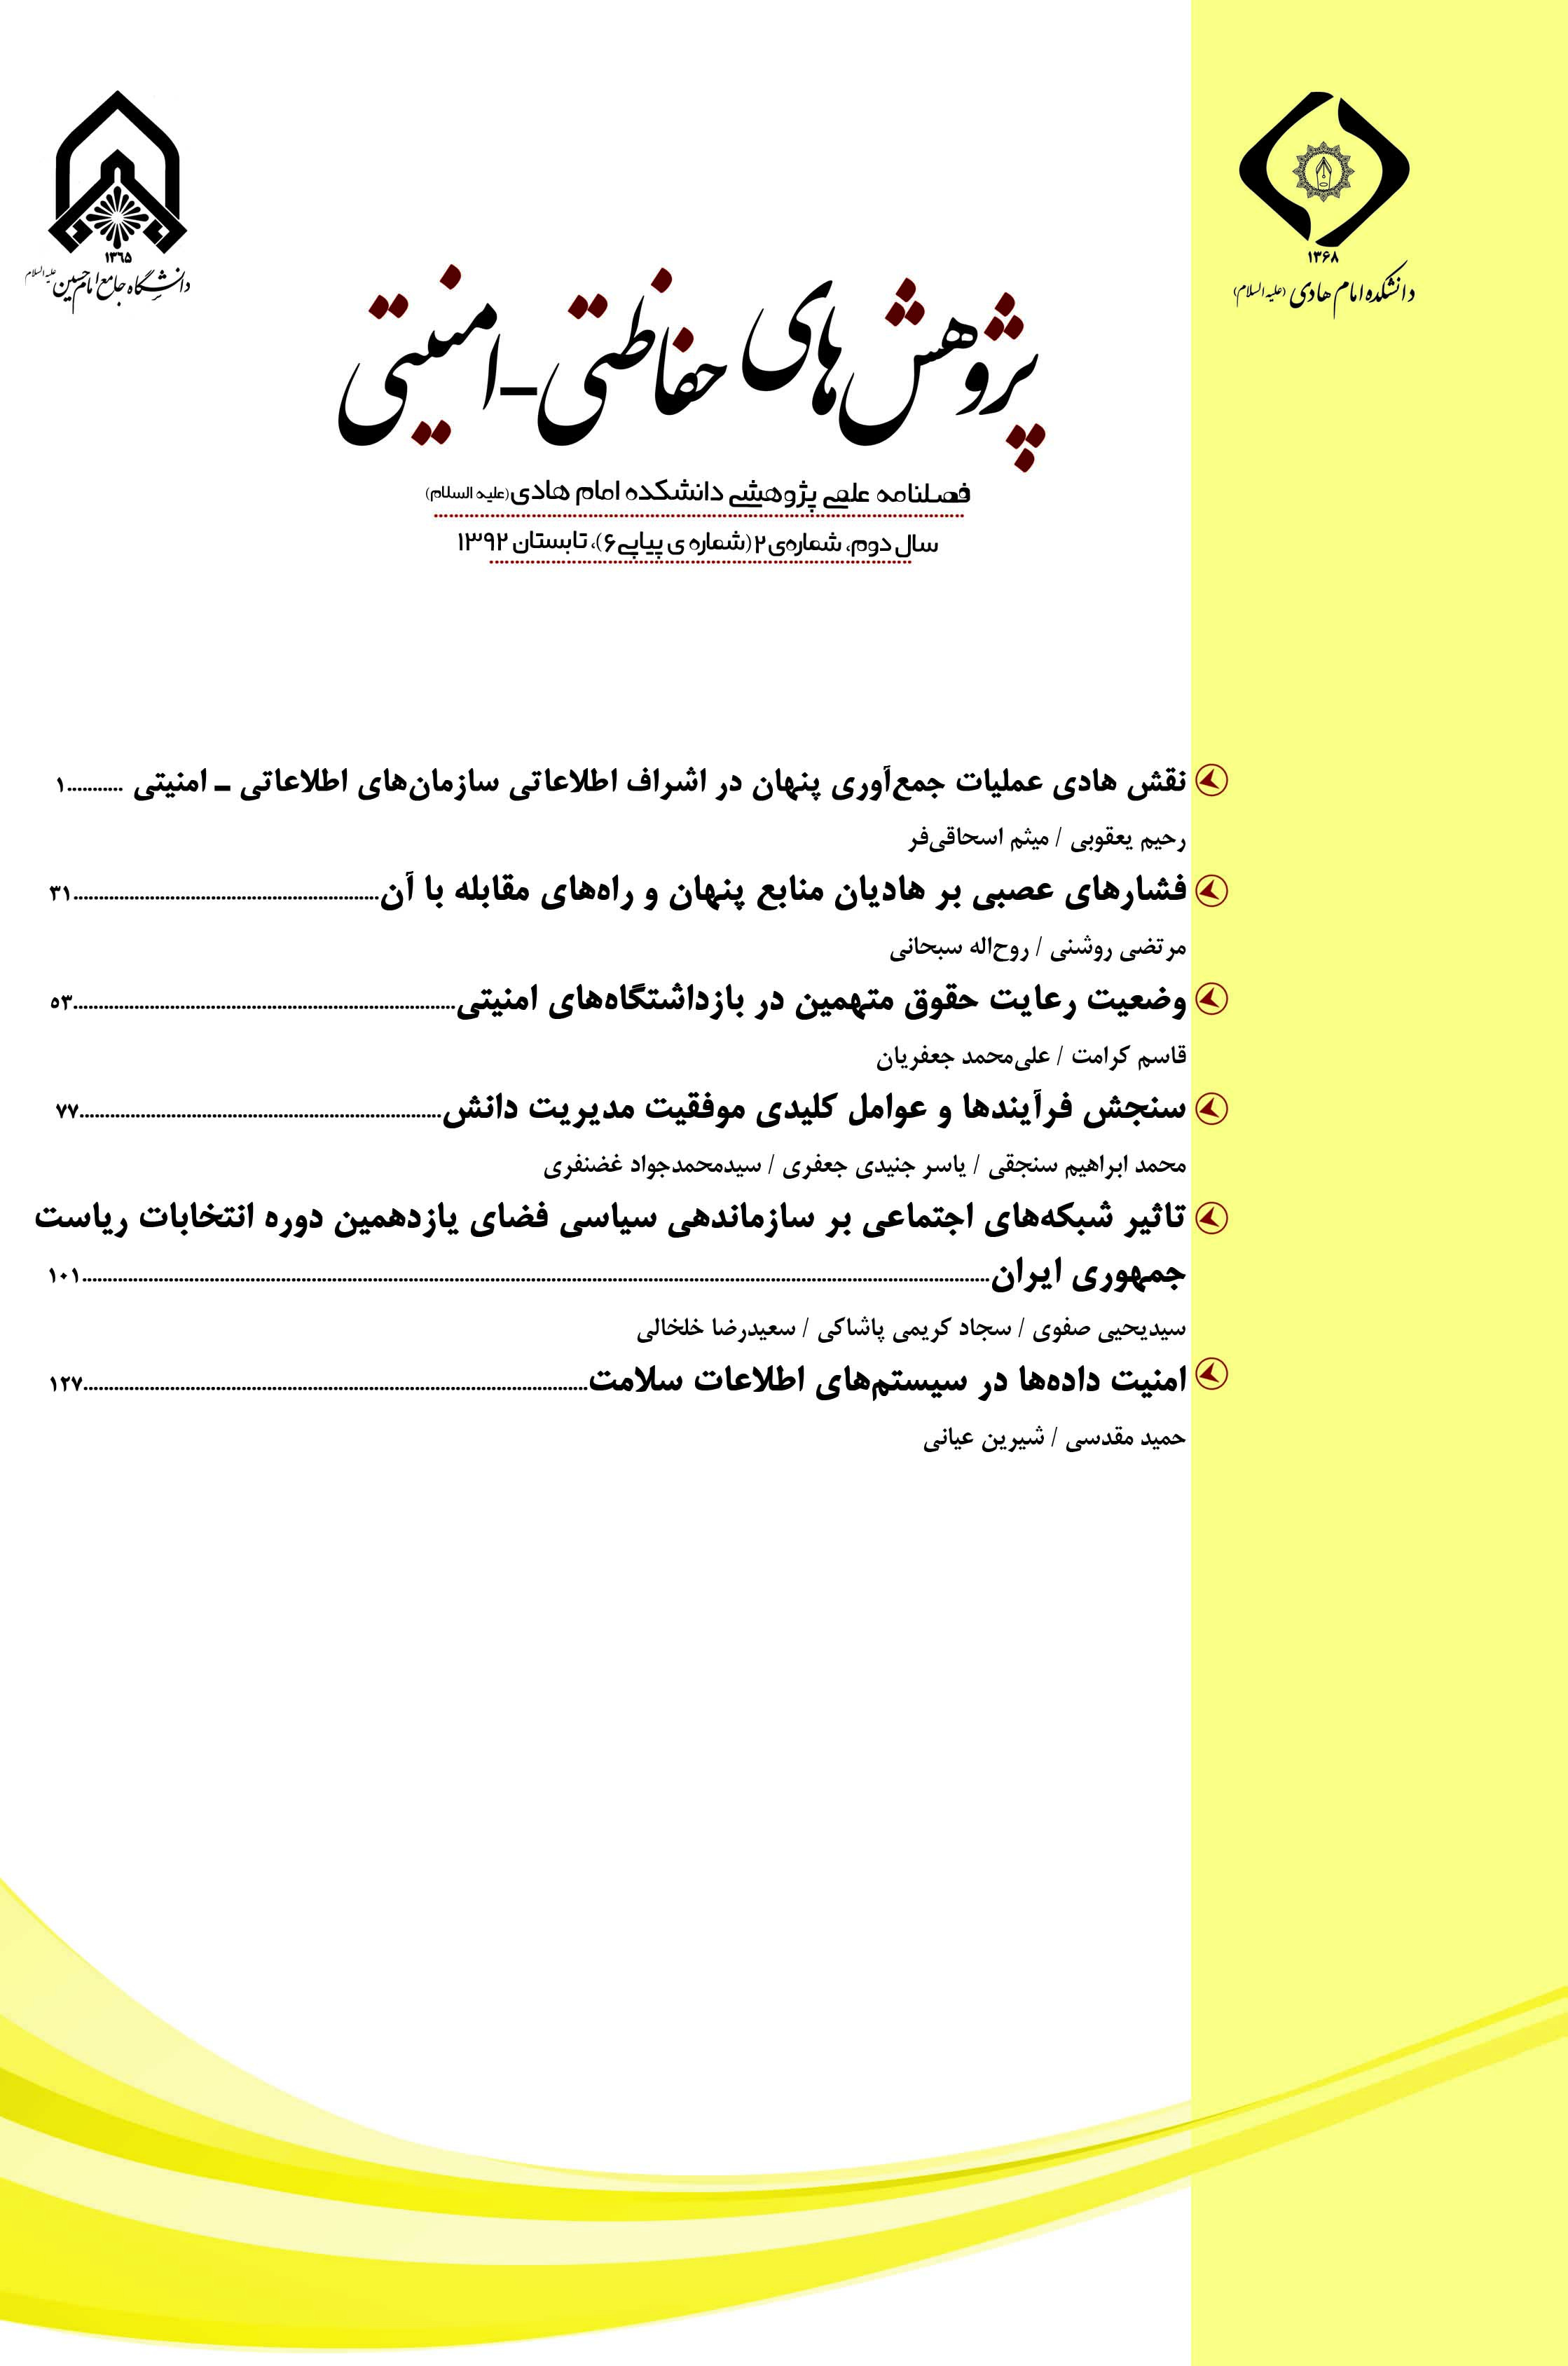 ۱۳۶۸
دانشکده امام هادی (علیه السلام)
۱۳۶۵
دانشگاه جامع امام حسین علیه السلام
پژوهش‌های حفاظتی-امنیتی
فصلنامه علمی پژوهشی دانشکده امام هادی(علیه السلام)
سال دوم، شماره‌ی۲(شماره ی پیاپی۶)، تابستان ۱۳۹۲
نقش هادی عملیات جمع‌آوری پنهان در اشراف اطلاعاتی سازمان‌های اطلاعاتی ـ امنیتی ...........۱
رحیم یعقوبی / میثم اسحاقی‌فر
فشارهای عصبی بر هادیان منابع پنهان و راه‌های مقابله با آن...........۳۱
مرتضی روشنی / روح‌اله سبحانی
وضعیت رعایت حقوق متهمین در بازداشتگاه‌های امنیتی...........۵۳
قاسم کرامت / علی‌محمد جعفریان
سنجش فرآیندها و عوامل کلیدی موفقیت مدیریت دانش...........۷۷
محمد ابراهیم سنجقی / یاسر جنیدی جعفری / سیدمحمدجواد غضنفری
تاثیر شبکه‌های اجتماعی بر سازماندهی سیاسی فضای یازدهمین دوره انتخابات ریاست
جمهوری ایران...........۱۰۱
سیدیحیی صفوی / سجاد کریمی پاشاکی / سعیدرضا خلخالی
امنیت داده‌ها در سیستم‌های اطلاعات سلامت...........۱۲۷
حمید مقدسی / شیرین عیانی